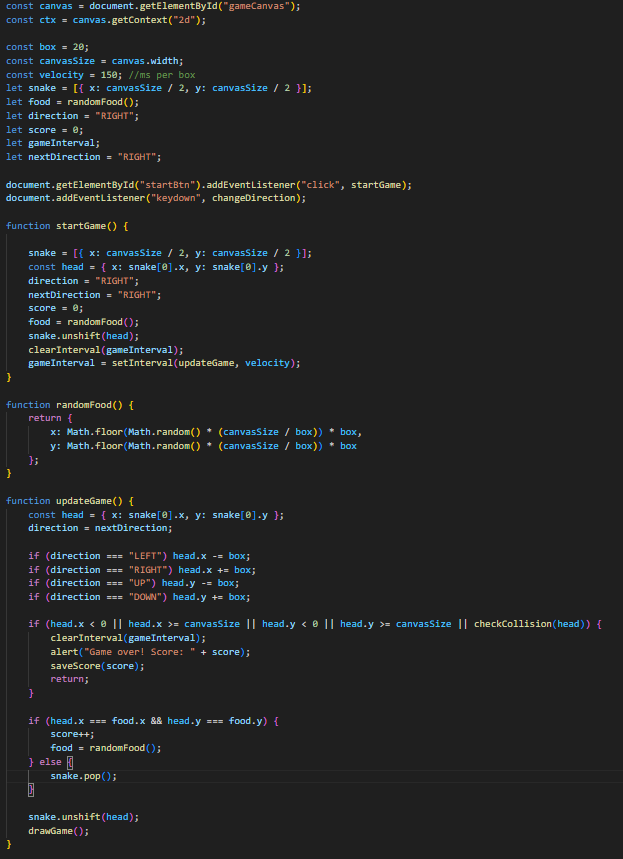 const canvas = document.getElementById("gameCanvas");
const ctx = canvas.getContext("2d");

const box = 20;
const canvasSize = canvas.width;
const velocity = 150; //ms per box
let snake = [{ x: canvasSize / 2, y: canvasSize / 2 }];
let food = randomFood();
let direction = "RIGHT";
let score = 0;
let gameInterval;
let nextDirection = "RIGHT";

document.getElementById("startBtn").addEventListener("click", startGame);
document.addEventListener("keydown", changeDirection);

function startGame() {

    snake = [{ x: canvasSize / 2, y: canvasSize / 2 }];
    const head = { x: snake[0].x, y: snake[0].y };
    direction = "RIGHT";
    nextDirection = "RIGHT";
    score = 0;
    food = randomFood();
    snake.unshift(head);
    clearInterval(gameInterval);
    gameInterval = setInterval(updateGame, velocity);
}

function randomFood() {
    return {
        x: Math.floor(Math.random() * (canvasSize / box)) * box,
        y: Math.floor(Math.random() * (canvasSize / box)) * box
    };
}

function updateGame() {
    const head = { x: snake[0].x, y: snake[0].y };
    direction = nextDirection;

    if (direction === "LEFT") head.x -= box;
    if (direction === "RIGHT") head.x += box;
    if (direction === "UP") head.y -= box;
    if (direction === "DOWN") head.y += box;

    if (head.x < 0 || head.x >= canvasSize || head.y < 0 || head.y >= canvasSize || checkCollision(head)) {
        clearInterval(gameInterval);
        alert("Game over! Score: " + score);
        saveScore(score);
        return;
    }

    if (head.x === food.x && head.y === food.y) {
        score++;
        food = randomFood();
    } else {
        snake.pop();
    }

    snake.unshift(head);
    drawGame();
}